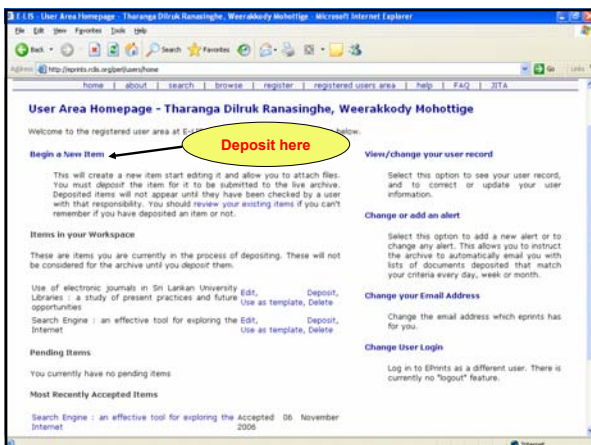 E-LIS - User Area Homepage - Tharanga Dilruk Ranasinghe, Weerakkody Mohottige - Microsoft Internet Explorer
File Edit View Favorites Tools Help
Back Search Favorites
Address http://eprints.rclis.org/perl/users/home Go Links
home | about | search | browse | register | registered users area | help | FAQ | JITA
User Area Homepage - Tharanga Dilruk Ranasinghe, Weerakkody Mohottige
Welcome to the registered user area at E-LIS below.
Deposit here
Begin a New Item
This will create a new item start editing it and allow you to attach files.
You must deposit the item for it to be submitted to the live archive.
Deposited items will not appear until they have been checked by a user
with that responsibility. You should review your existing items if you can't
remember if you have deposited an item or not.
Items in your Workspace
These are items you are currently in the process of depositing. These will not
be considered for the archive until you deposit them.
Use of electronic journals in Sri Lankan University
Libraries : a study of present practices and future
opportunities
Edit, Deposit,
Use as template, Delete
Search Engine : an effective tool for exploring the
Internet
Edit, Deposit,
Use as template, Delete
Pending Items
You currently have no pending items
Most Recently Accepted Items
Search Engine : an effective tool for exploring the
Internet
Accepted 06 November
2006
View/change your user record
Select this option to see your user record,
and to correct or update your user
information.
Change or add an alert
Select this option to add a new alert or to
change any alert. This allows you to instruct
the archive to automatically email you with
lists of documents deposited that match
your criteria every day, week or month.
Change your Email Address
Change the email address which eprints has
for you.
Change User Login
Log in to EPrints as a different user. There is
currently no "logout" feature.
Internet